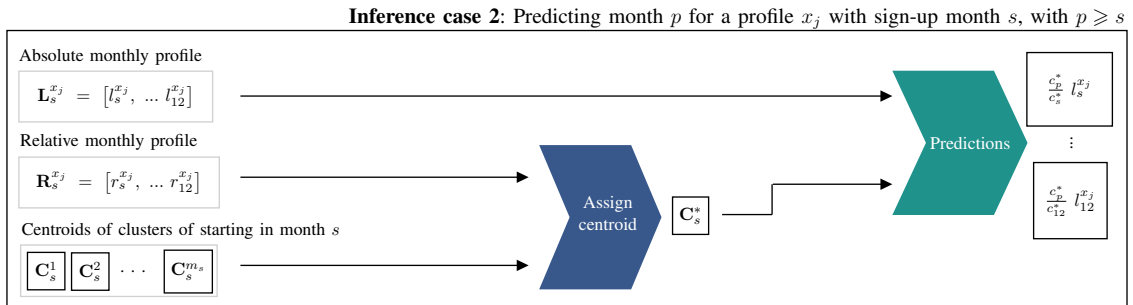 Inference case 2: Predicting month p for a profile x_j with sign-up month s, with p ⩾ s
Absolute monthly profile
L_s^{x_j} = [l_s^{x_j}, ... l_{12}^{x_j}]
Relative monthly profile
R_s^{x_j} = [r_s^{x_j}, ... r_{12}^{x_j}]
Centroids of clusters of starting in month s
C_s^1 C_s^2 · · · C_s^{m_s}
Assign
centroid
C_s^*
Predictions
\frac{c_p^*}{c_s^*} l_s^{x_j}
⋮
\frac{c_p^*}{c_{12}^*} l_{12}^{x_j}